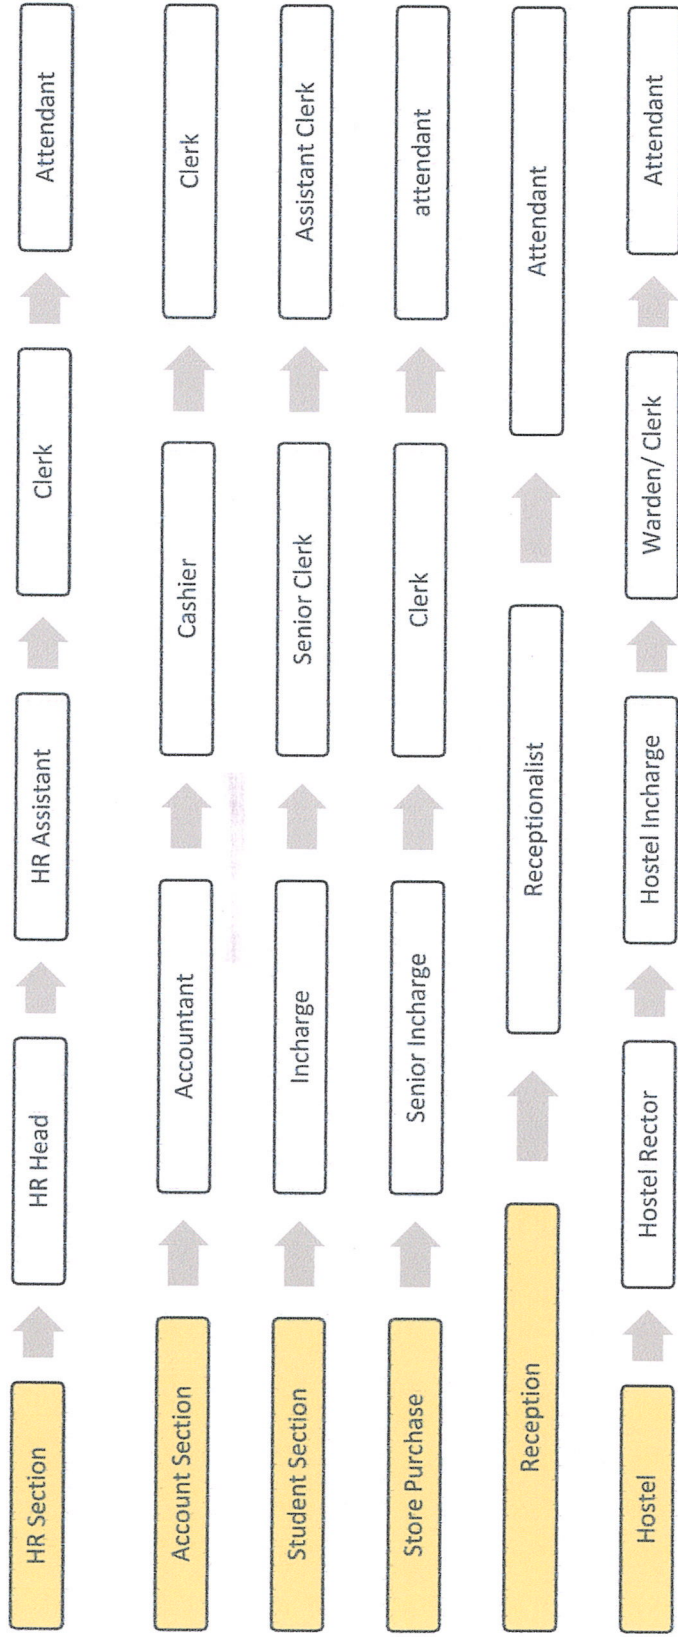 HR Section
HR Head
HR Assistant
Clerk
Attendant
Account Section
Accountant
Cashier
Clerk
Student Section
Incharge
Senior Clerk
Assistant Clerk
Store Purchase
Senior Incharge
Clerk
attendant
Reception
Receptionalist
Attendant
Hostel
Hostel Rector
Hostel Incharge
Warden/ Clerk
Attendant